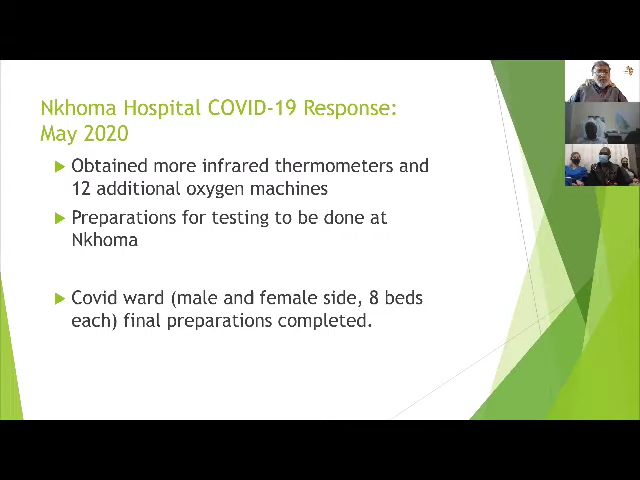 Nkhoma Hospital COVID-19 Response:
May 2020
Obtained more infrared thermometers and
12 additional oxygen machines
Preparations for testing to be done at
Nkhoma
Covid ward (male and female side, 8 beds
each) final preparations completed.